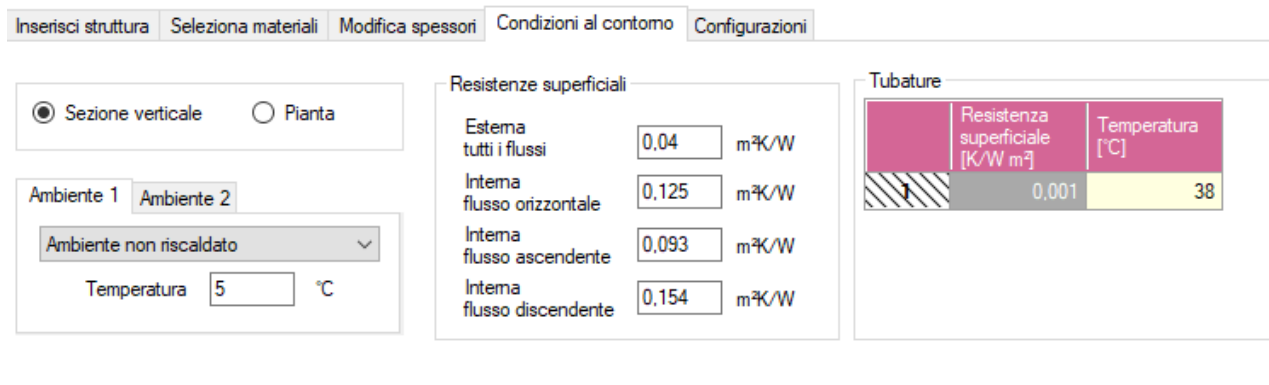 Inserisci struttura Seleziona materiali Modifica spessori Condizioni al contorno Configurazioni
Sezione verticale Pianta
Ambiente 1 Ambiente 2
Ambiente non riscaldato
Temperatura 5 °C
Resistenze superficiali
Esterna
tutti i flussi 0,04 m²K/W
Interna
flusso orizzontale 0,125 m²K/W
Interna
flusso ascendente 0,093 m²K/W
Interna
flusso discendente 0,154 m²K/W
Tubature
Resistenza
superficiale
[K/W m²]
Temperatura
[°C]
1 0,001 38